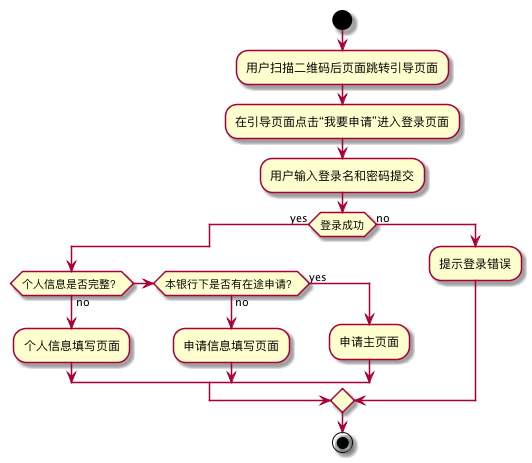 用户扫描二维码后页面跳转引导页面
在引导页面点击“我要申请”进入登录页面
用户输入登录名和密码提交
yes
登录成功
no
个人信息是否完整?
本银行下是否有在途申请?
yes
提示登录错误
no
no
个人信息填写页面
申请信息填写页面
申请主页面